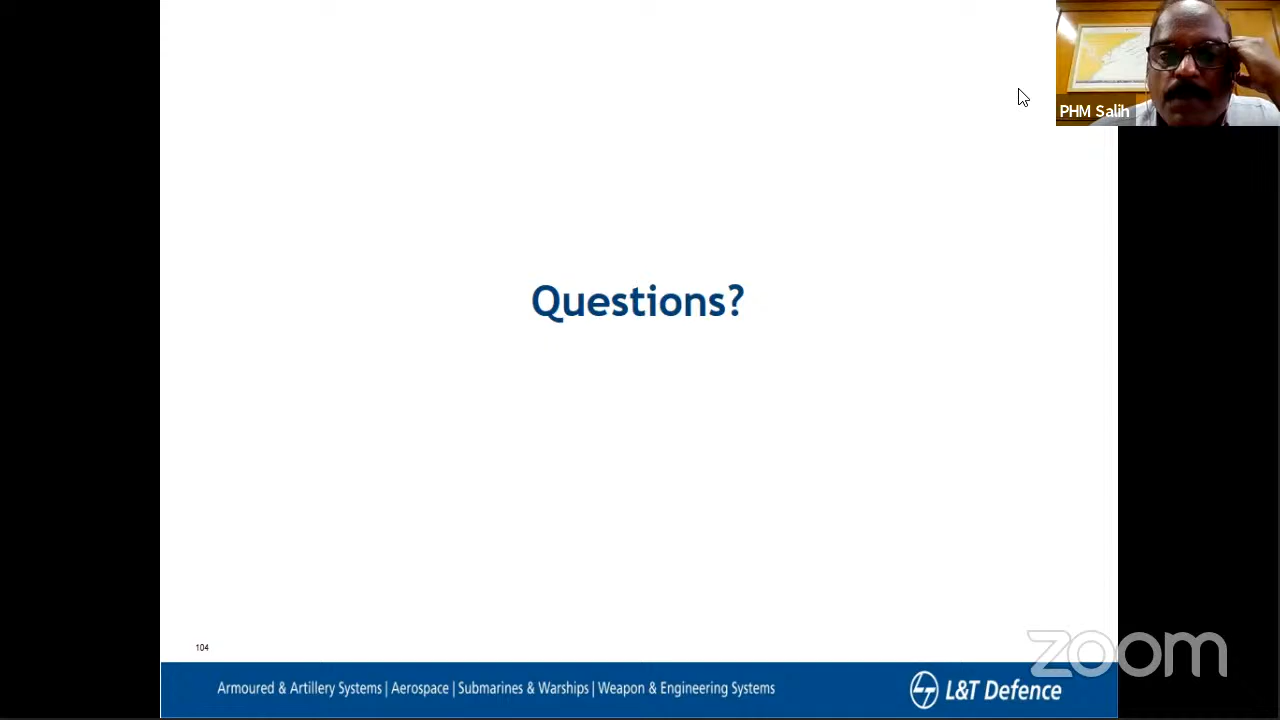 PHM Salih
Questions?
104
zoom
Armoured & Artillery Systems | Aerospace | Submarines & Warships | Weapon & Engineering Systems
L&T Defence